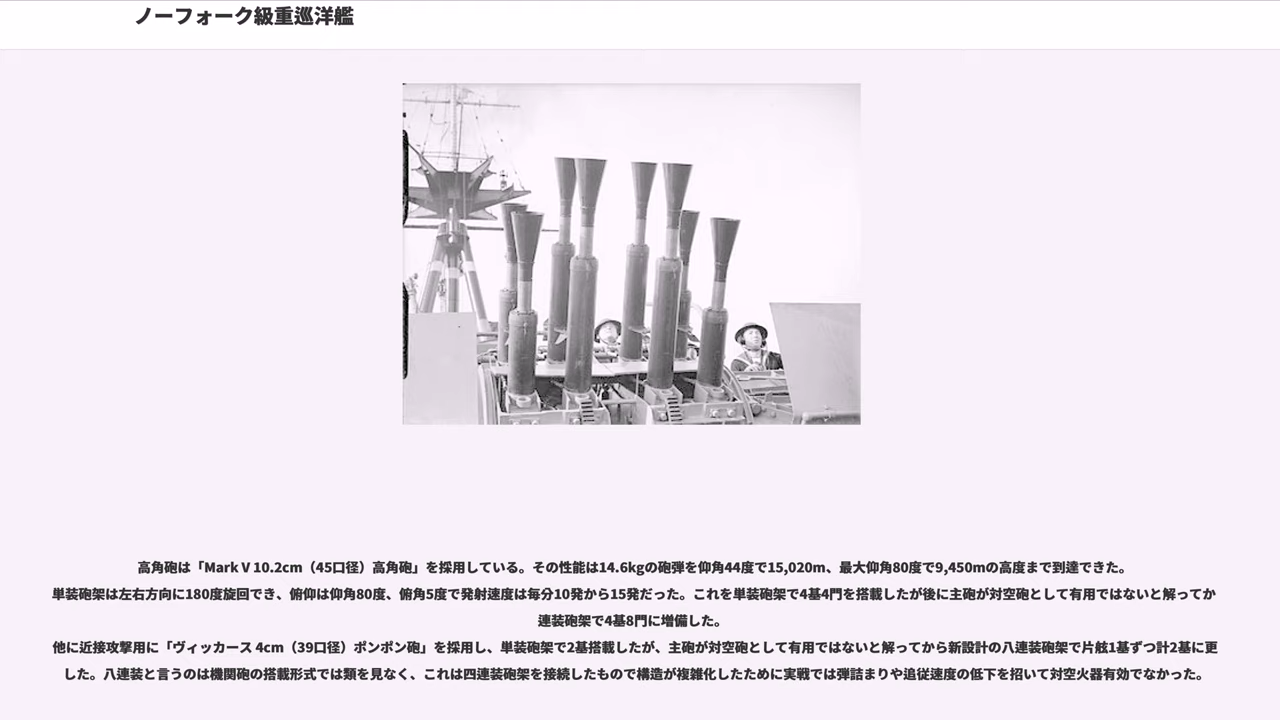 ノーフォーク級重巡洋艦
高角砲は「Mark V 10.2cm（45口径）高角砲」を採用している。その性能は14.6kgの砲弾を仰角44度で15,020m、最大仰角80度で9,450mの高度まで到達できた。
単装砲架は左右方向に180度旋回でき、俯仰は仰角80度、俯角5度で発射速度は毎分10発から15発だった。これを単装砲架で4基4門を搭載したが後に主砲が対空砲として有用ではないと解ってか
連装砲架で4基8門に増備した。
他に近接攻撃用に「ヴィッカース 4cm（39口径）ポンポン砲」を採用し、単装砲架で2基搭載したが、主砲が対空砲として有用ではないと解ってから新設計の八連装砲架で片舷1基ずつ計2基に更
した。八連装と言うのは機関砲の搭載形式では類を見なく、これは四連装砲架を接続したもので構造が複雑化したために実戦では弾詰まりや追従速度の低下を招いて対空火器有効でなかった。